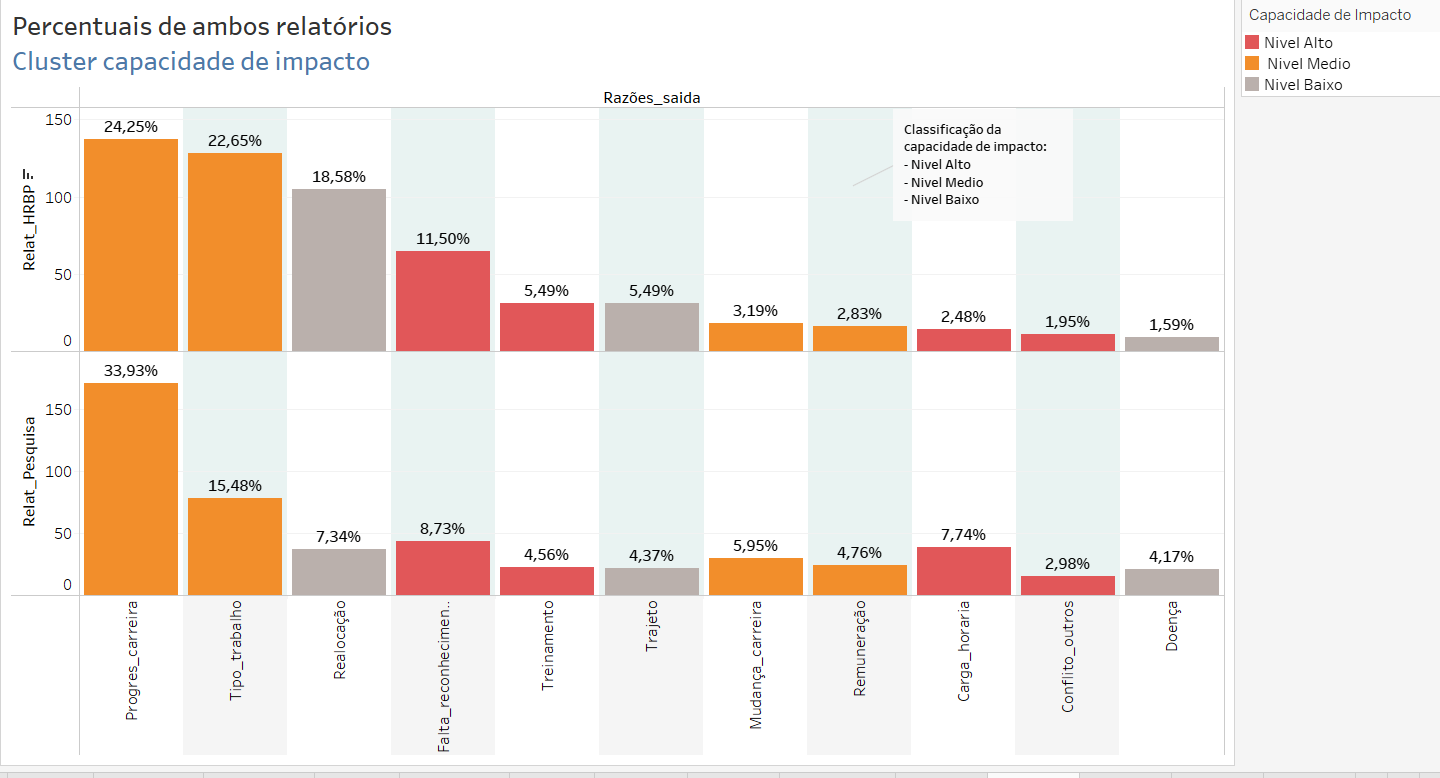 Percentuais de ambos relatórios
Cluster capacidade de impacto
Capacidade de Impacto
Nivel Alto
Nivel Medio
Nivel Baixo
Razões_saida
Classificação da
capacidade de impacto:
- Nivel Alto
- Nivel Medio
- Nivel Baixo
Relat_HRBP
150
100
50
0
24,25%
22,65%
18,58%
11,50%
5,49%
5,49%
3,19%
2,83%
2,48%
1,95%
1,59%
Relat_Pesquisa
150
100
50
0
33,93%
15,48%
7,34%
8,73%
4,56%
4,37%
5,95%
4,76%
7,74%
2,98%
4,17%
Progres_carreira
Tipo_trabalho
Realocação
Falta_reconhecimen..
Treinamento
Trajeto
Mudança_carreira
Remuneração
Carga_horaria
Conflito_outros
Doença